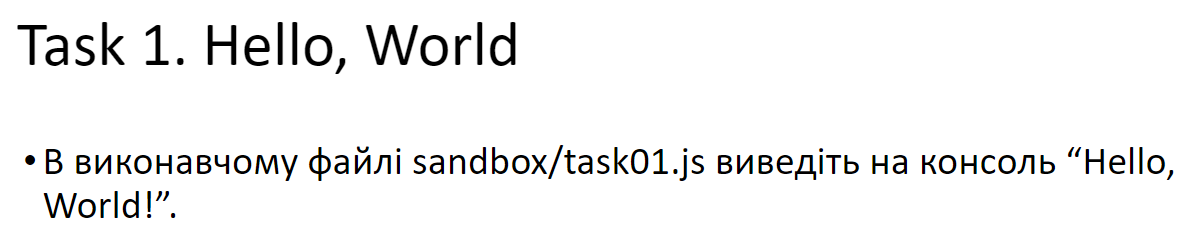 Task 1. Hello, World
• В виконавчому файлі sandbox/task01.js виведіть на консоль “Hello,
World!”.